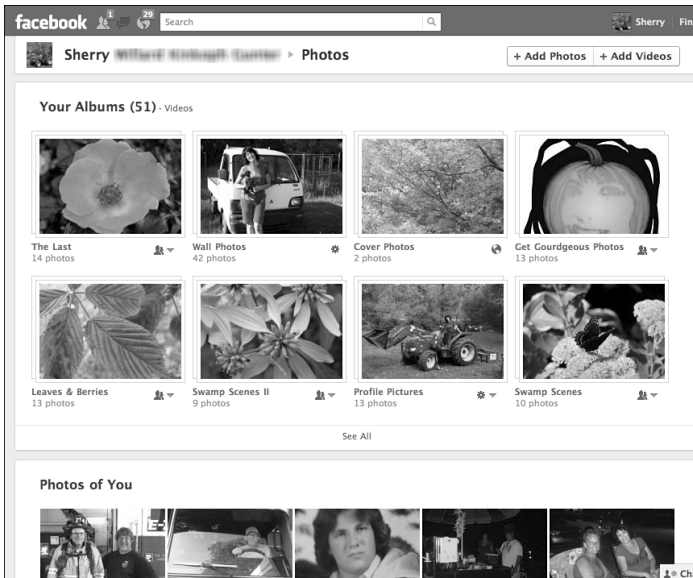 facebook 1 29 Search Sherry Fin
Sherry ▸ Photos + Add Photos + Add Videos
Your Albums (51) · Videos
The Last Wall Photos Cover Photos Get Gourdgeous Photos
14 photos 42 photos 2 photos 13 photos
Leaves & Berries Swamp Scenes II Profile Pictures Swamp Scenes
13 photos 9 photos 13 photos 10 photos
See All
Photos of You
Ch